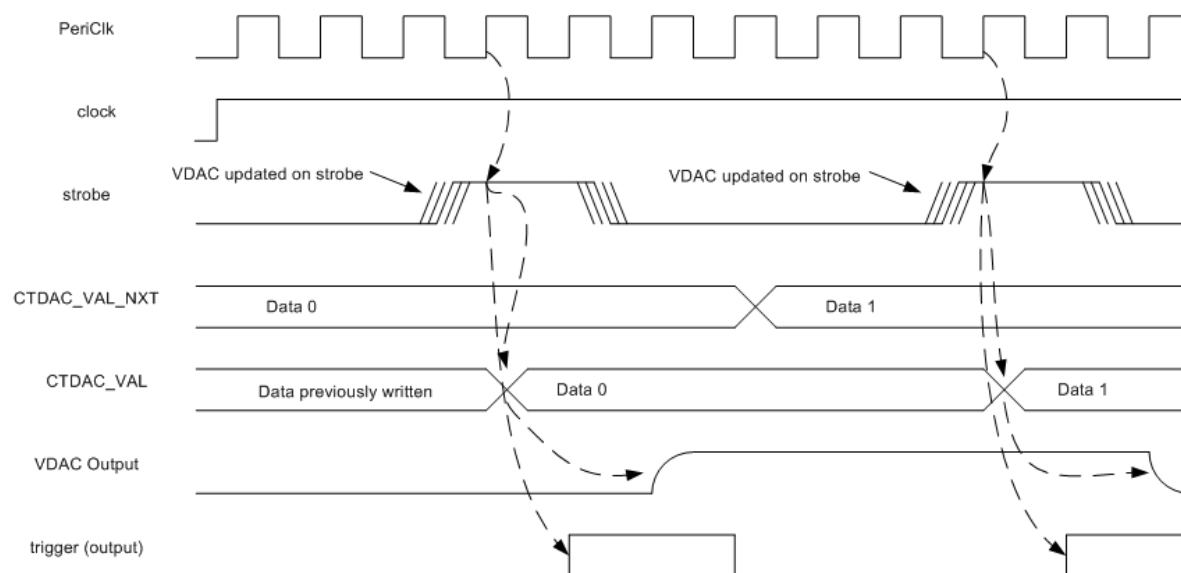 PeriClk
clock
VDAC updated on strobe
VDAC updated on strobe
strobe
CTDAC_VAL_NXT
Data 0
Data 1
CTDAC_VAL
Data previously written
Data 0
Data 1
VDAC Output
trigger (output)